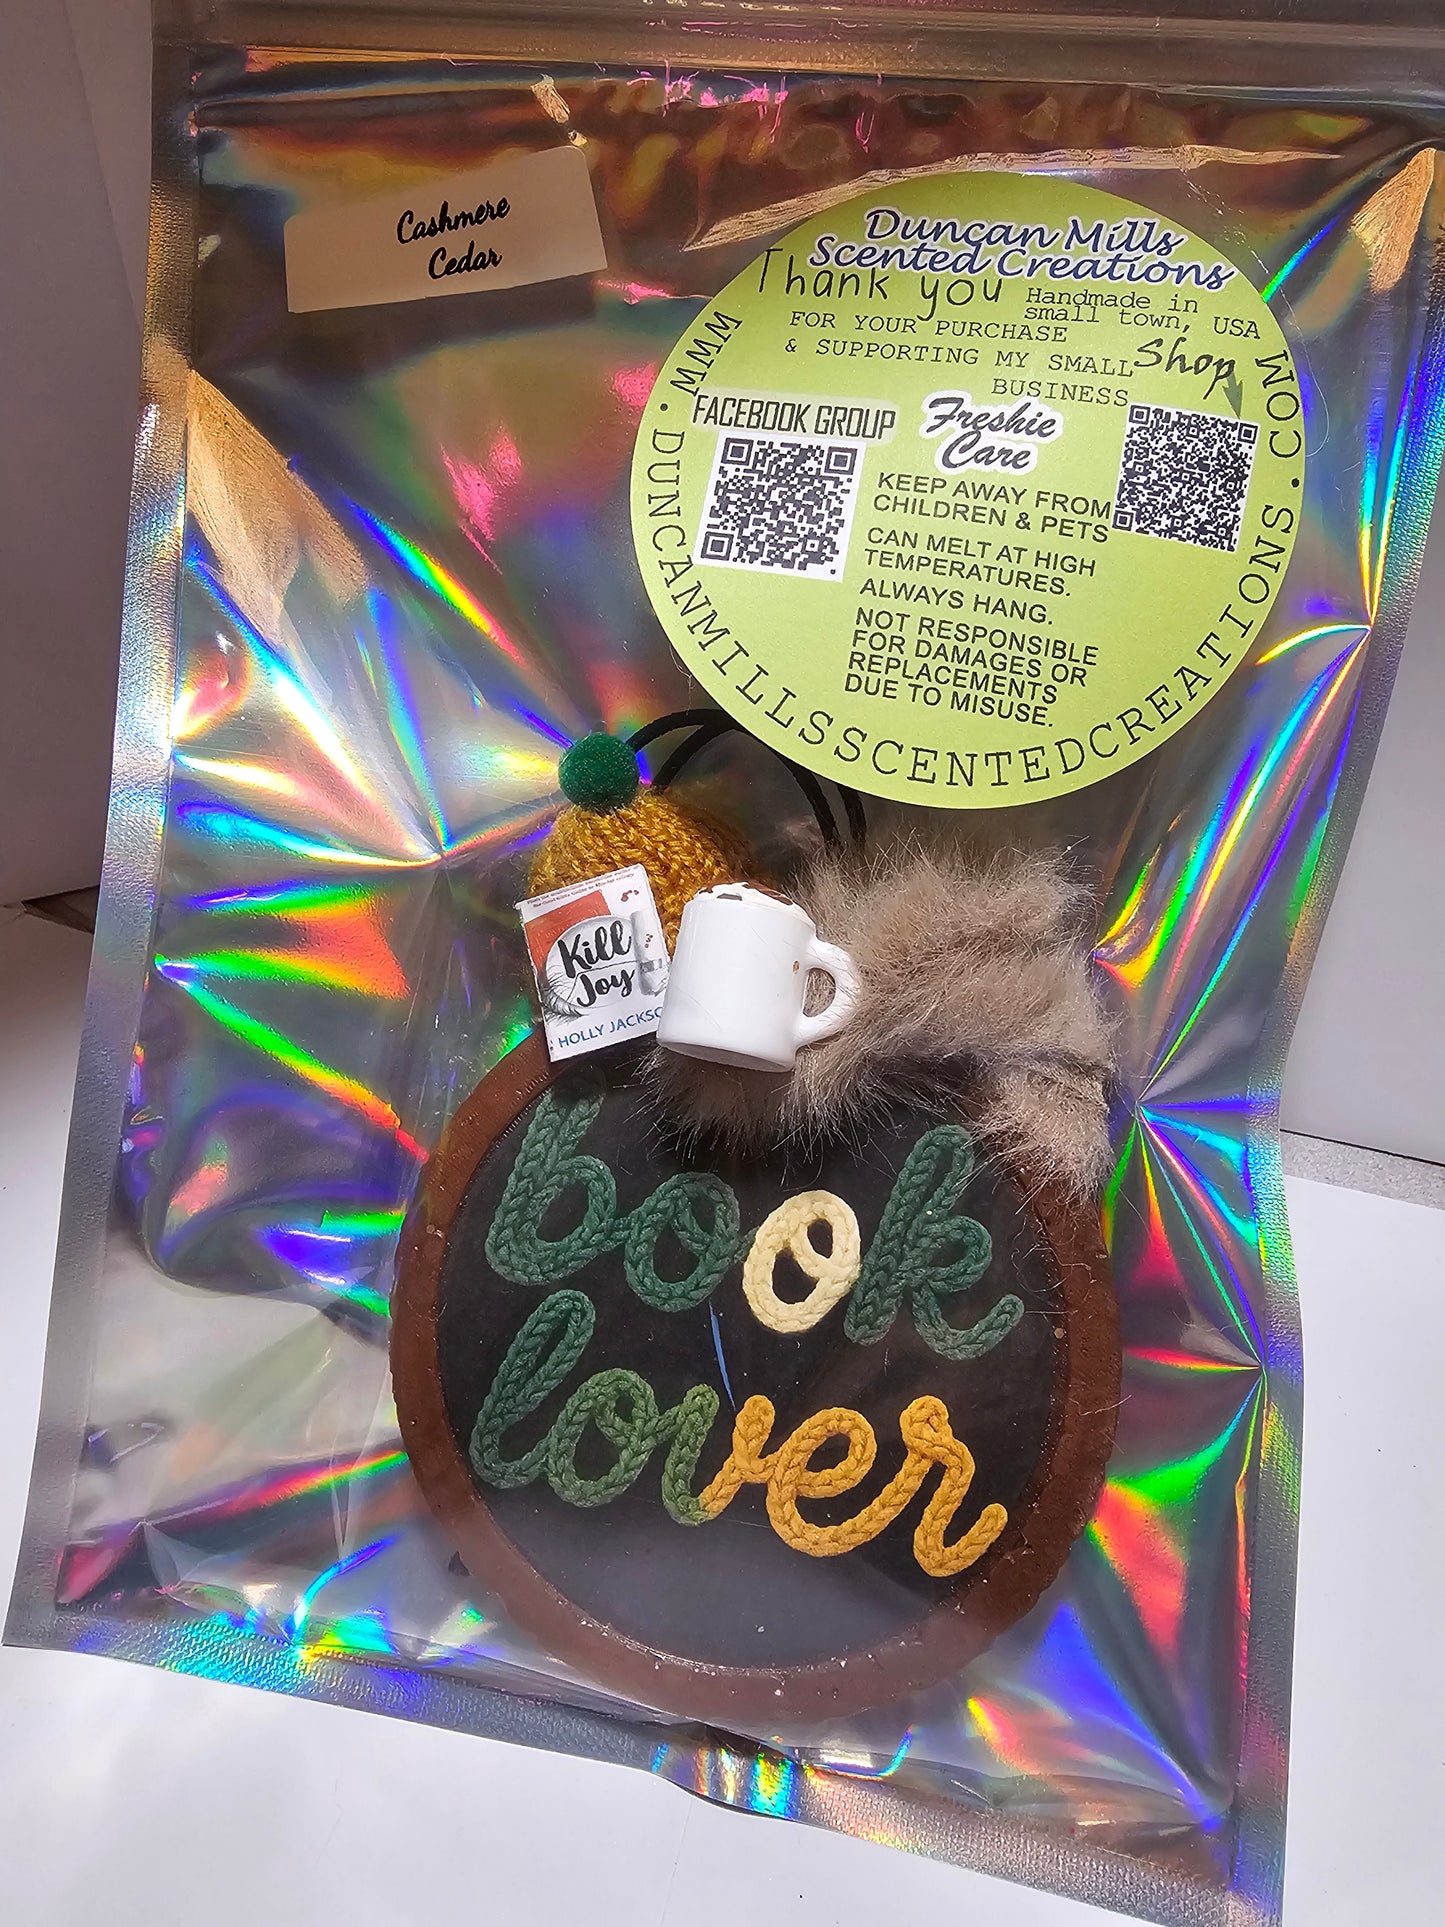 Cashmere
Cedar
Duncan Mills
Scented Creations
Thank you
Handmade in
small town, USA
FOR YOUR PURCHASE
& SUPPORTING MY SMALL
BUSINESS
Shop
FACEBOOK GROUP
Freshie
Care
KEEP AWAY FROM
CHILDREN & PETS
CAN MELT AT HIGH
TEMPERATURES.
ALWAYS HANG.
NOT RESPONSIBLE
FOR DAMAGES OR
REPLACEMENTS
DUE TO MISUSE.
WWW.DUNCANMILLSSCENTEDCREATIONS.COM
Kill
Joy
HOLLY JACKSO
book
lover